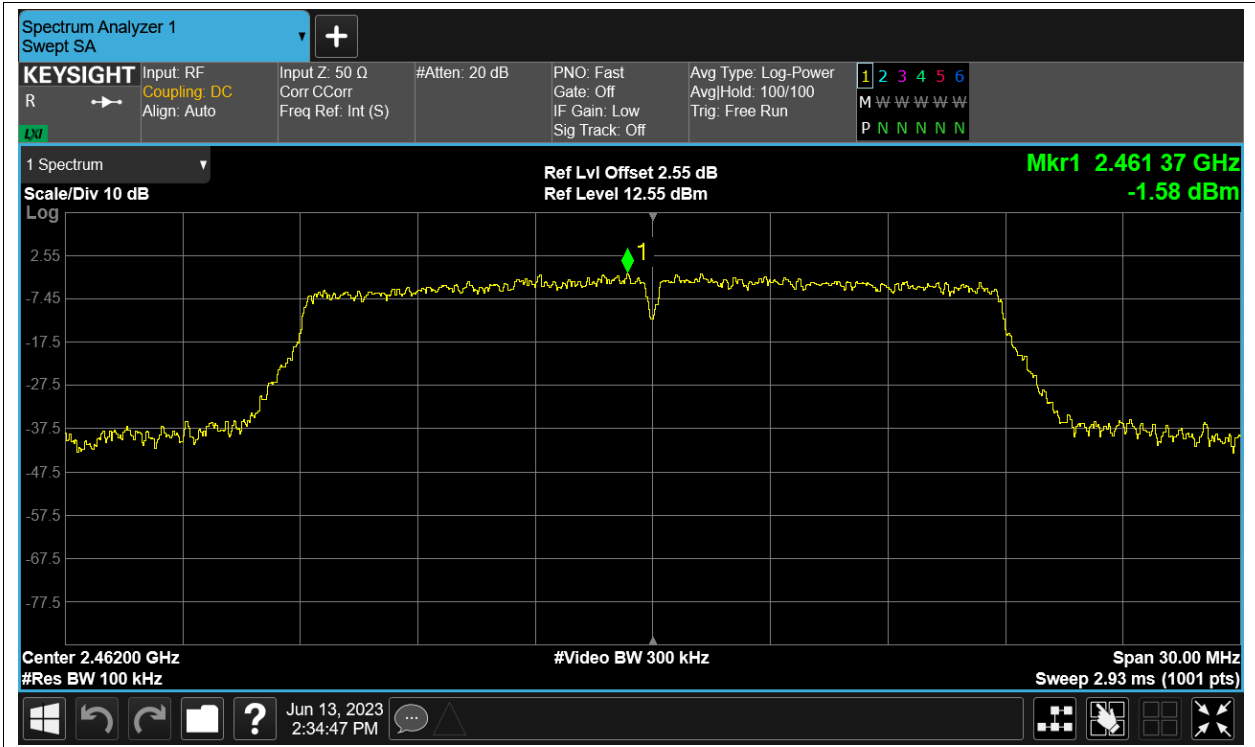 Spectrum Analyzer 1
Swept SA
KEYSIGHT
R
LXI
Input: RF
Coupling: DC
Align: Auto
Input Z: 50 Ω
Corr CCorr
Freq Ref: Int (S)
#Atten: 20 dB
PNO: Fast
Gate: Off
IF Gain: Low
Sig Track: Off
Avg Type: Log-Power
Avg|Hold: 100/100
Trig: Free Run
1 2 3 4 5 6
M W W W W W
P N N N N N
1 Spectrum
Scale/Div 10 dB
Log
Ref Lvl Offset 2.55 dB
Ref Level 12.55 dBm
Mkr1 2.461 37 GHz
-1.58 dBm
1
2.55
-7.45
-17.5
-27.5
-37.5
-47.5
-57.5
-67.5
-77.5
Center 2.46200 GHz
#Res BW 100 kHz
#Video BW 300 kHz
Span 30.00 MHz
Sweep 2.93 ms (1001 pts)
?
Jun 13, 2023
2:34:47 PM